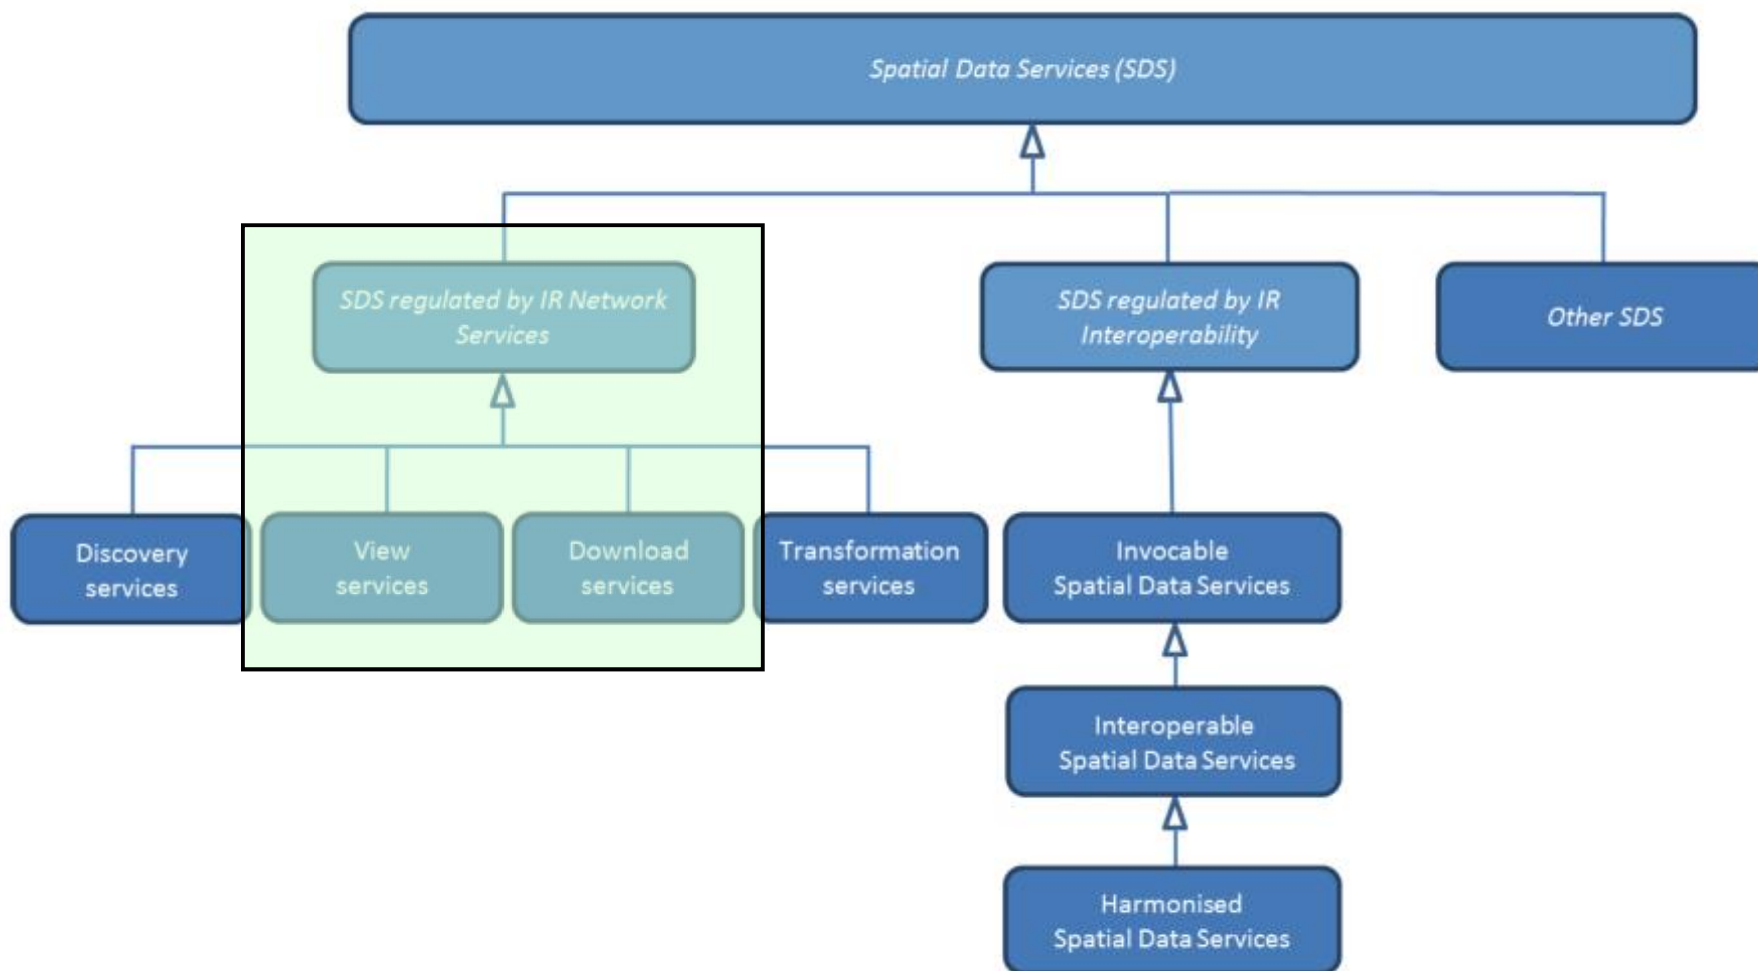 Spatial Data Services (SDS)
SDS regulated by IR Network
Services
SDS regulated by IR
Interoperability
Other SDS
Discovery
services
View
services
Download
services
Transformation
services
Invocable
Spatial Data Services
Interoperable
Spatial Data Services
Harmonised
Spatial Data Services